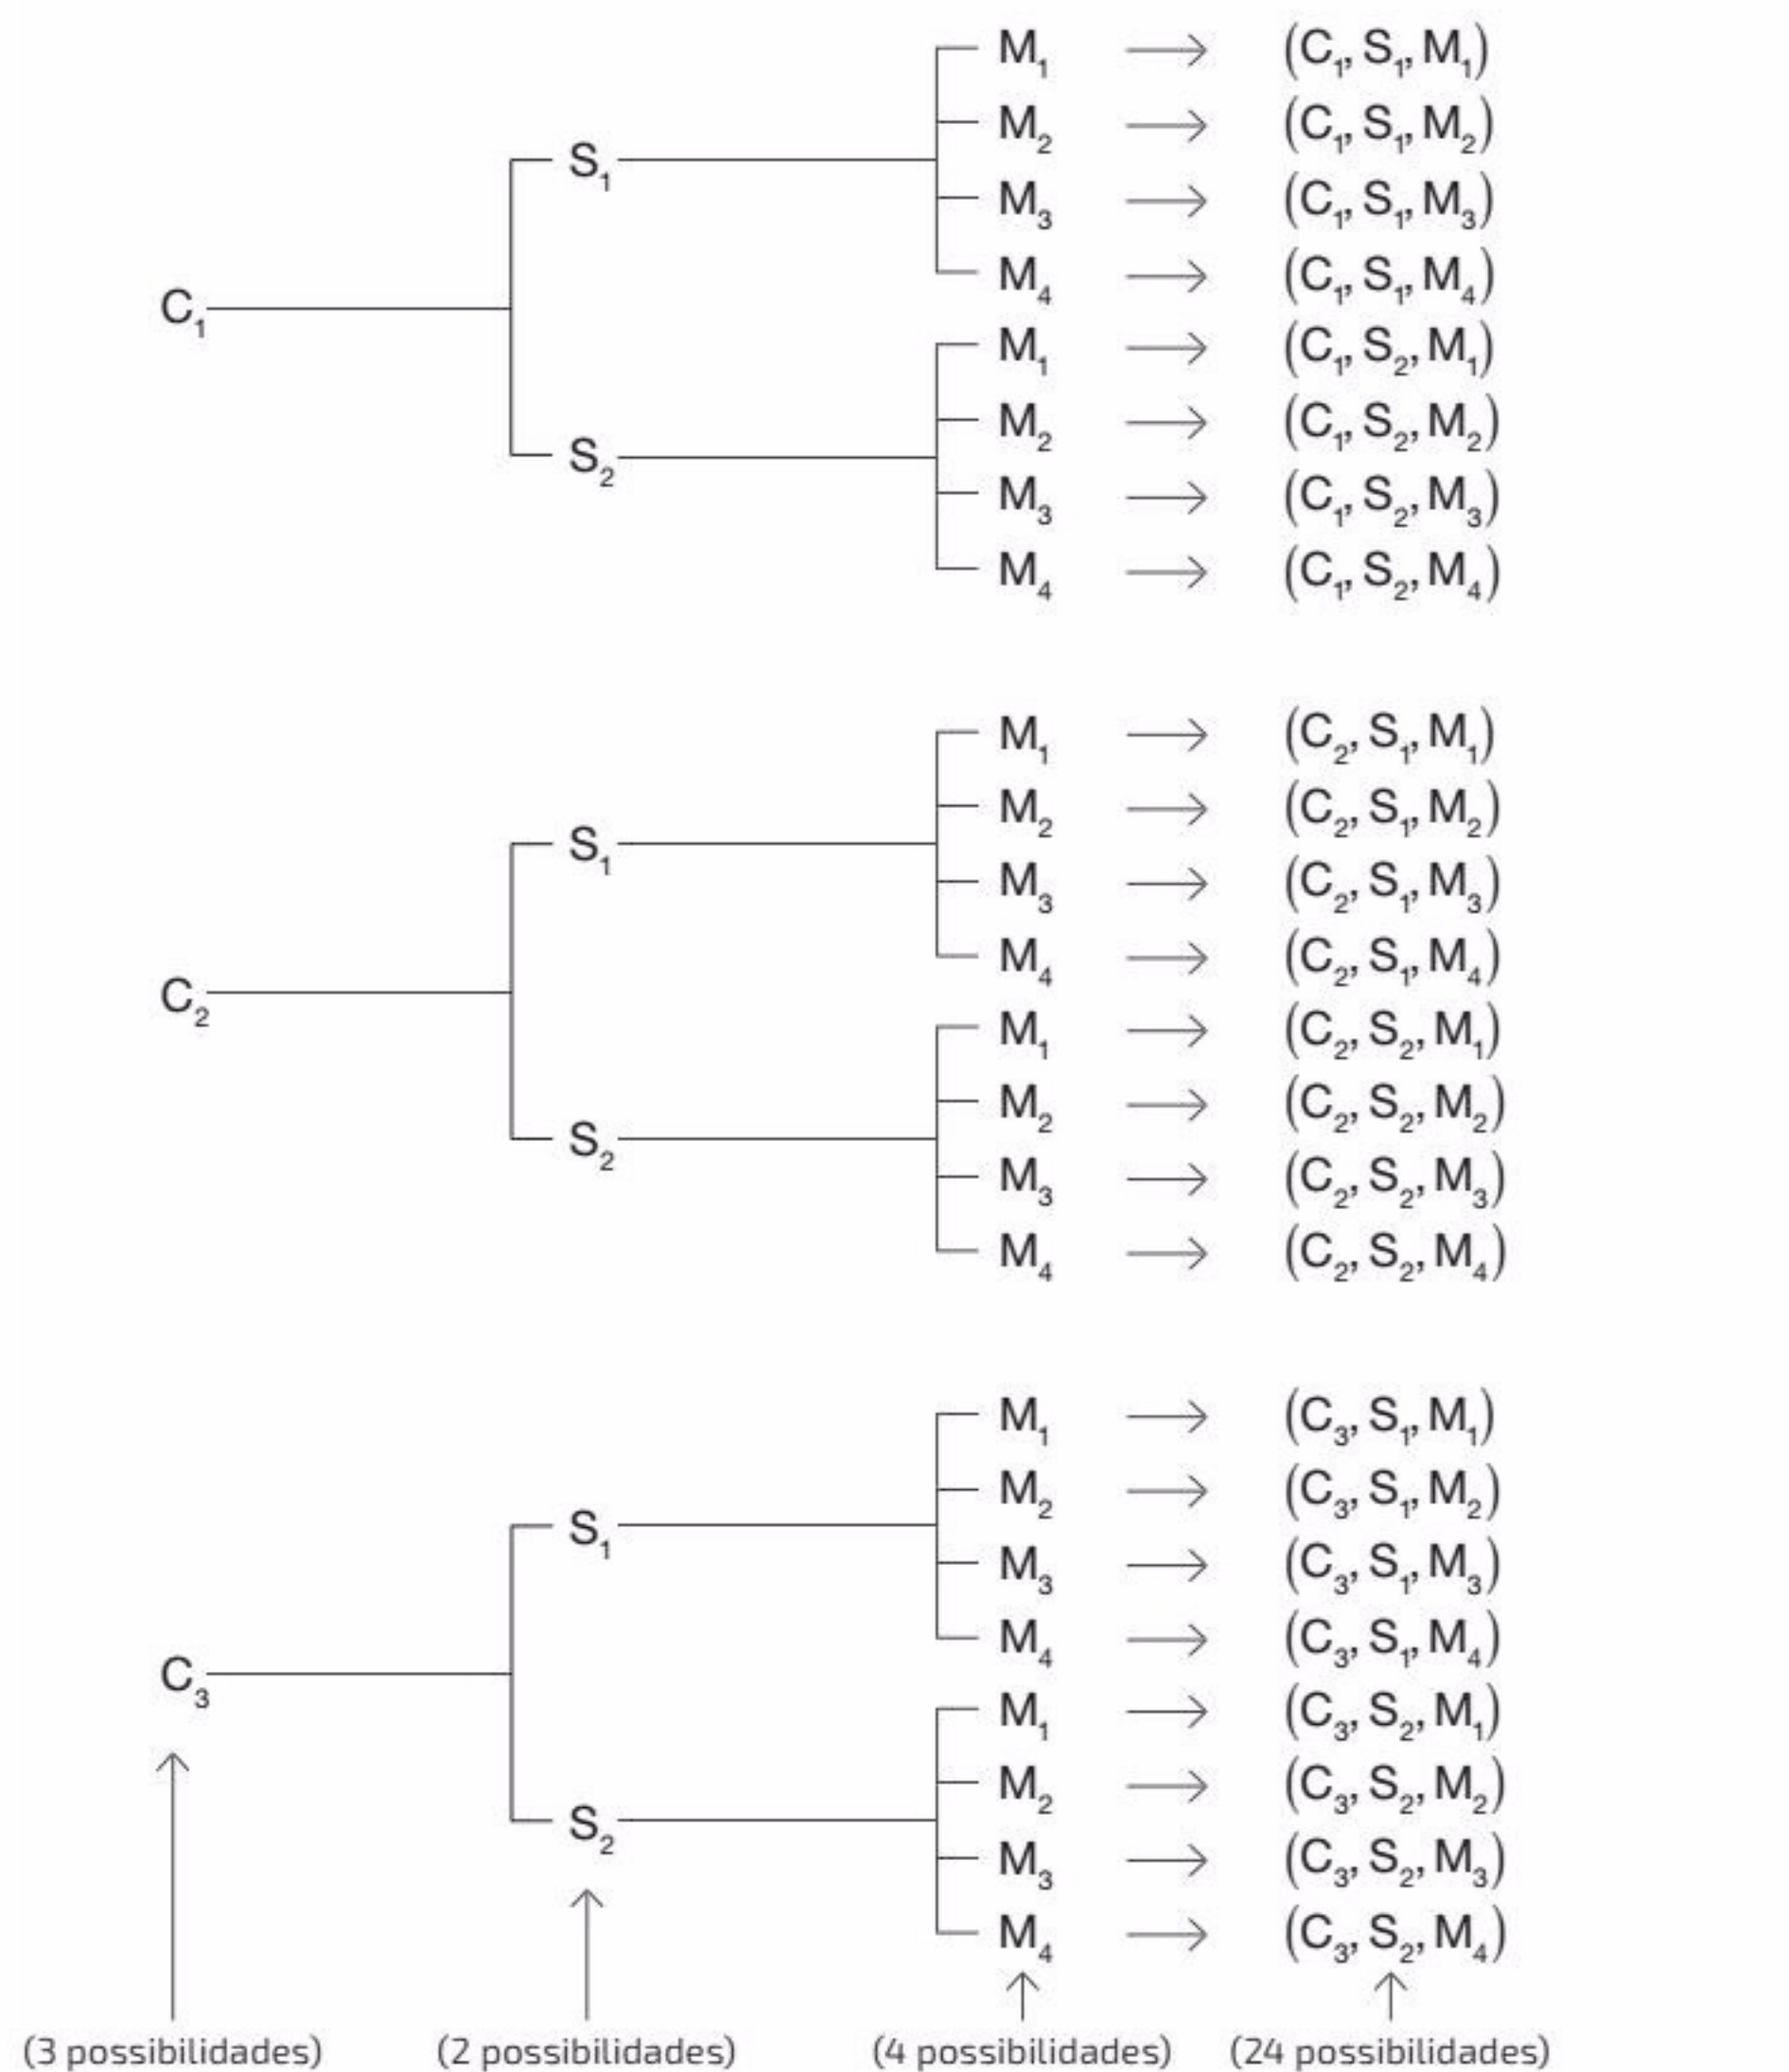 M₁ → (C₁, S₁, M₁)
M₂ → (C₁, S₁, M₂)
S₁
M₃ → (C₁, S₁, M₃)
M₄ → (C₁, S₁, M₄)
C₁
M₁ → (C₁, S₂, M₁)
M₂ → (C₁, S₂, M₂)
S₂
M₃ → (C₁, S₂, M₃)
M₄ → (C₁, S₂, M₄)
M₁ → (C₂, S₁, M₁)
M₂ → (C₂, S₁, M₂)
S₁
M₃ → (C₂, S₁, M₃)
M₄ → (C₂, S₁, M₄)
C₂
M₁ → (C₂, S₂, M₁)
M₂ → (C₂, S₂, M₂)
S₂
M₃ → (C₂, S₂, M₃)
M₄ → (C₂, S₂, M₄)
M₁ → (C₃, S₁, M₁)
M₂ → (C₃, S₁, M₂)
S₁
M₃ → (C₃, S₁, M₃)
M₄ → (C₃, S₁, M₄)
C₃
M₁ → (C₃, S₂, M₁)
M₂ → (C₃, S₂, M₂)
S₂
M₃ → (C₃, S₂, M₃)
M₄ → (C₃, S₂, M₄)
(3 possibilidades) (2 possibilidades) (4 possibilidades) (24 possibilidades)